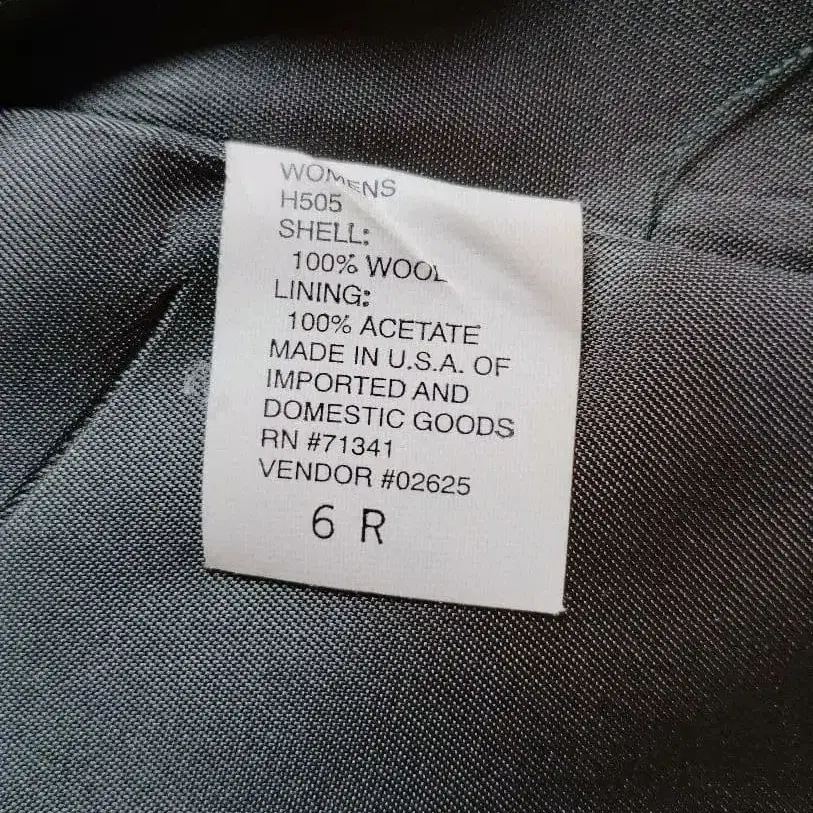 WOMENS
H505
SHELL:
100% WOOL
LINING:
100% ACETATE
MADE IN U.S.A. OF
IMPORTED AND
DOMESTIC GOODS
RN #71341
VENDOR #02625
6 R